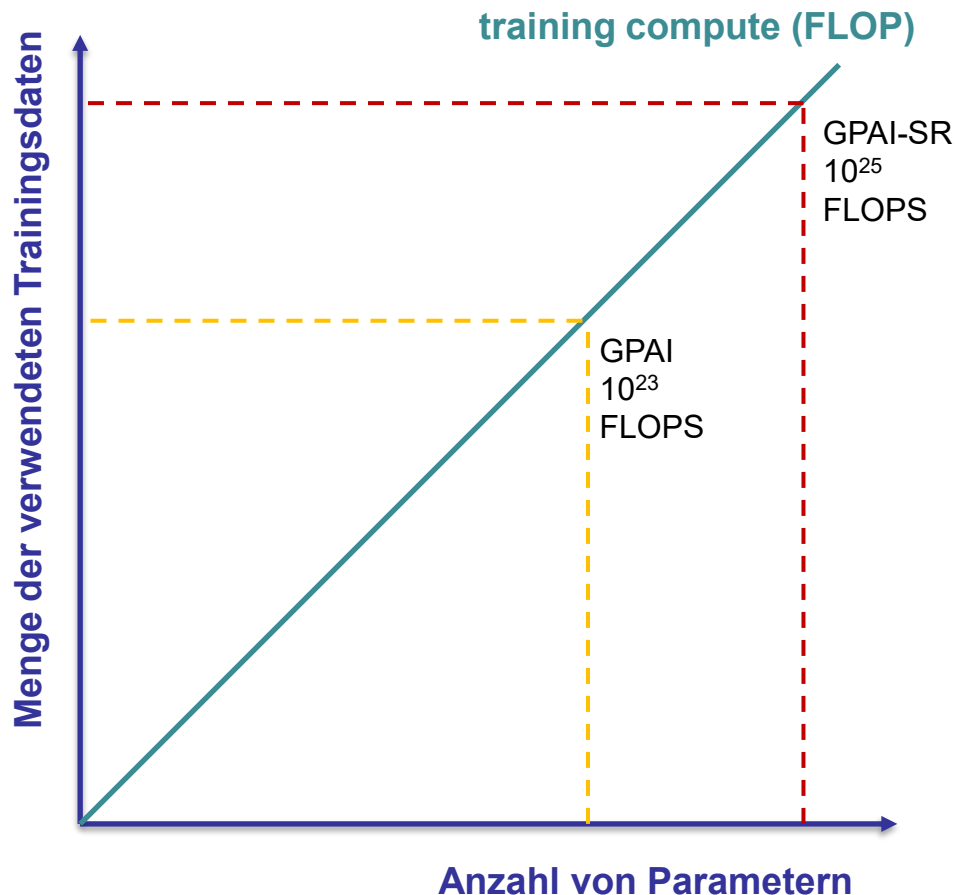 training compute (FLOP)
Menge der verwendeten Trainingsdaten
GPAI-SR
10²⁵
FLOPS
GPAI
10²³
FLOPS
Anzahl von Parametern